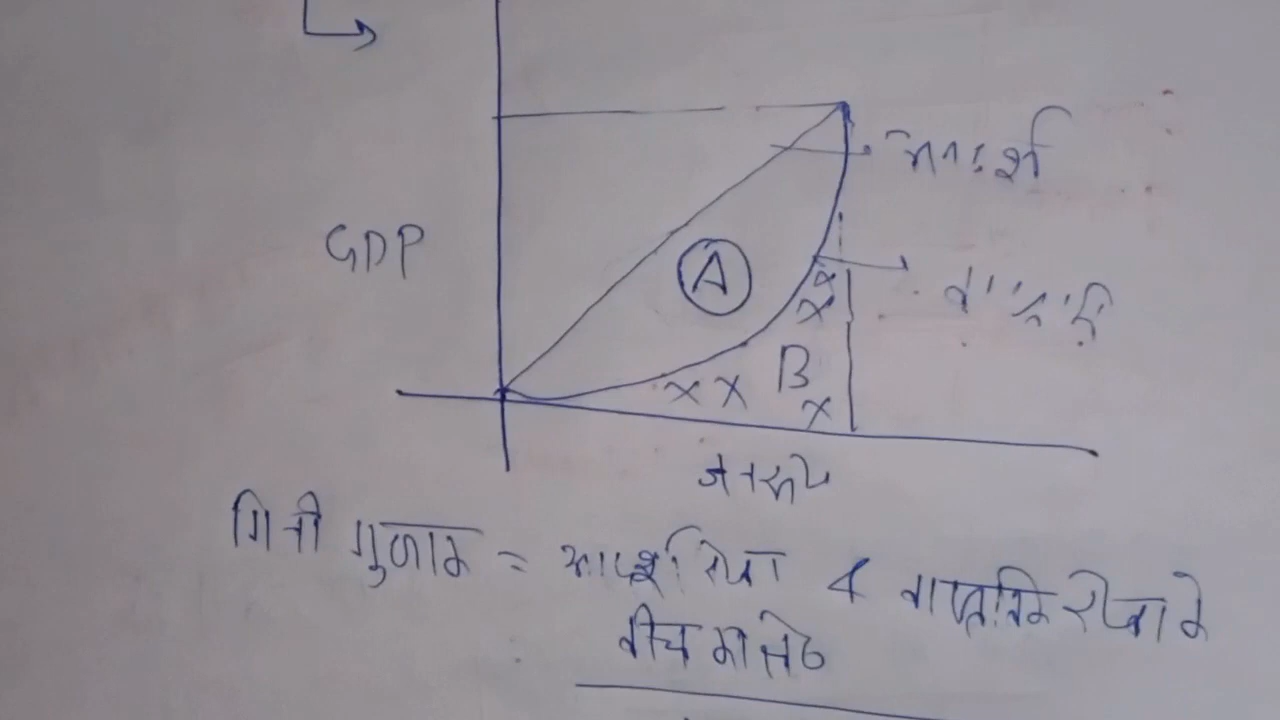 आदर्श
GDP
A
वास्तविक
B
x
x x
x
x
जनसंख्या
गिनी गुणांक = आदर्श रेखा & वास्तविक रेखा के
बीच का क्षेत्र